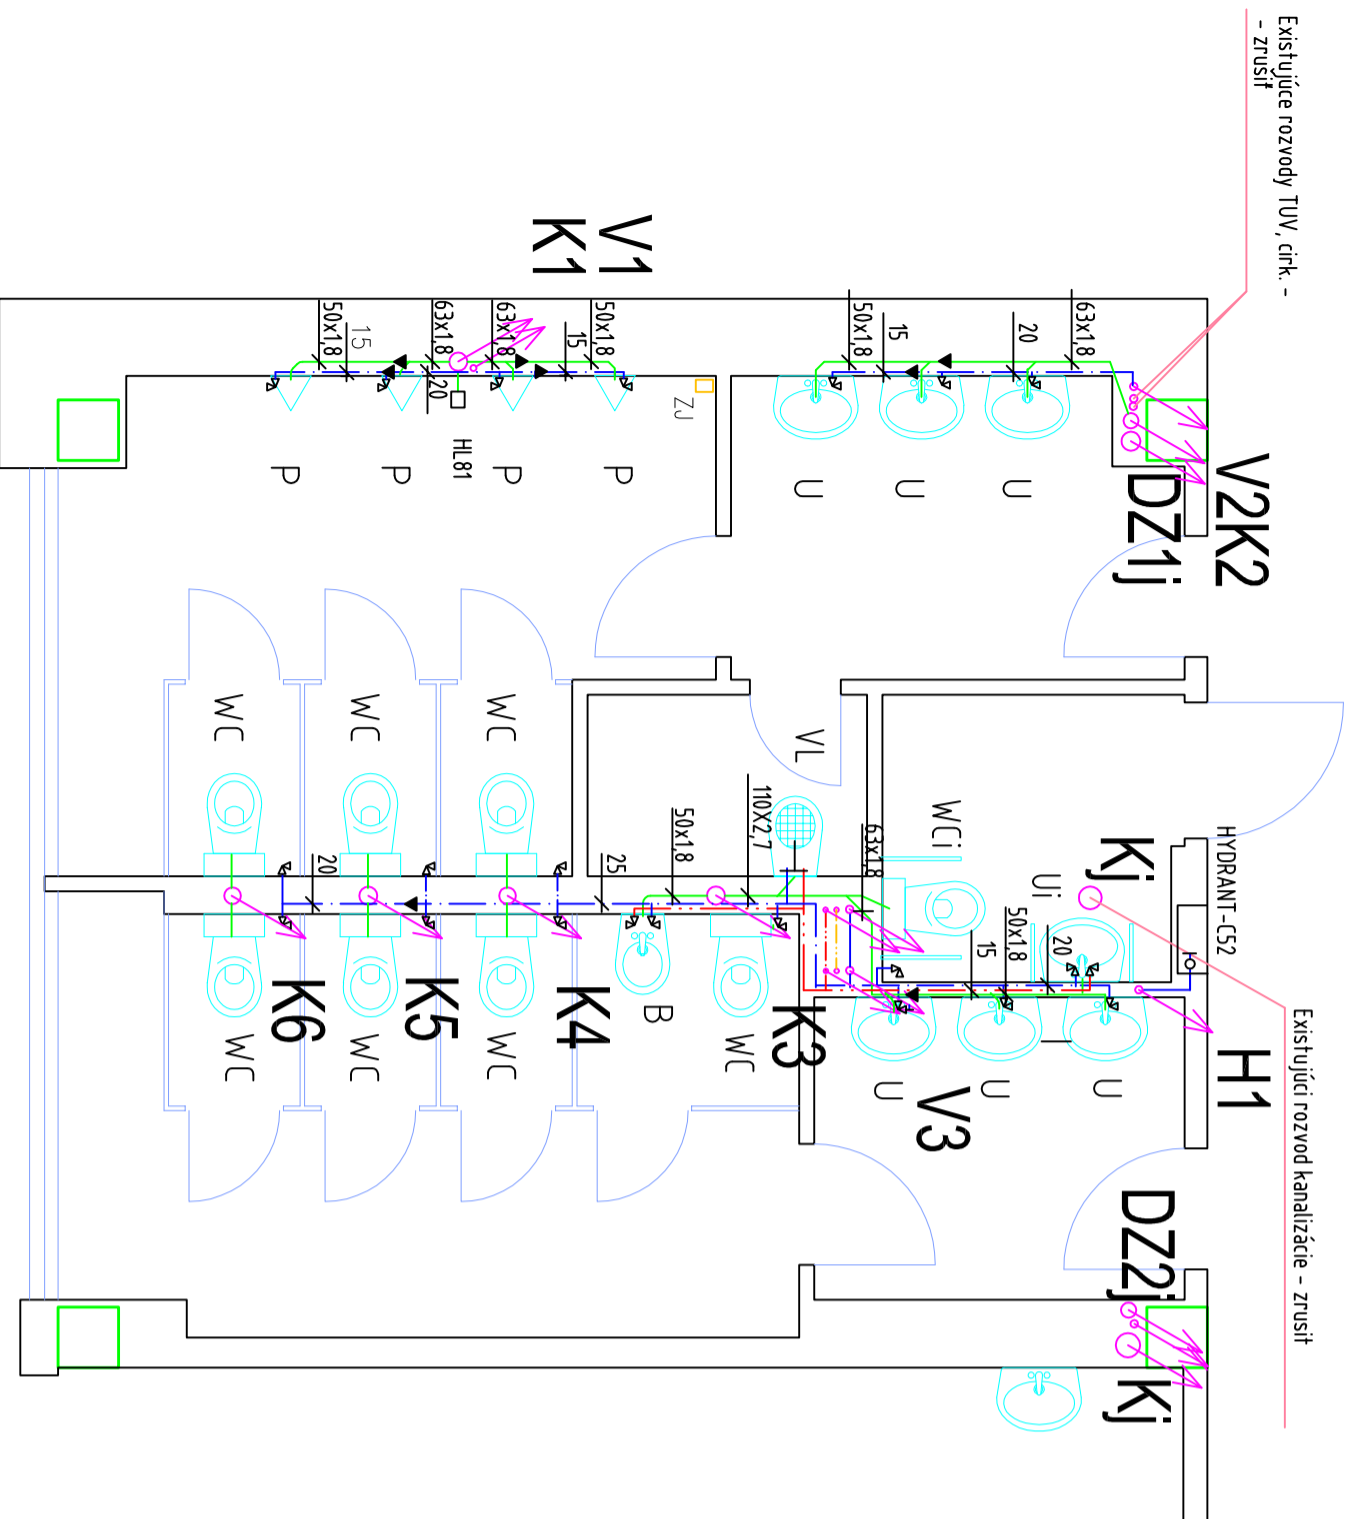 Existujúce rozvody TUV, cirk. -
- zrušiť
V1
K1
50x1,8
15
63x1,8
20
63x1,8
15
50x1,8
50x1,8
15
20
63x1,8
ZJ
HL81
P
P
P
P
U
U
U
V2K2
DZ1j
WC
WC
WC
VL
WCi
HYDRANT-C52
Kj
Ui
20
25
50x1,8
110X2,7
63x1,8
15
50x1,8
20
K6
K5
K4
B
K3
WC
WC
WC
WC
U
U
U
V3
H1
Existujúci rozvod kanalizácie - zrušiť
DZ2j
Kj